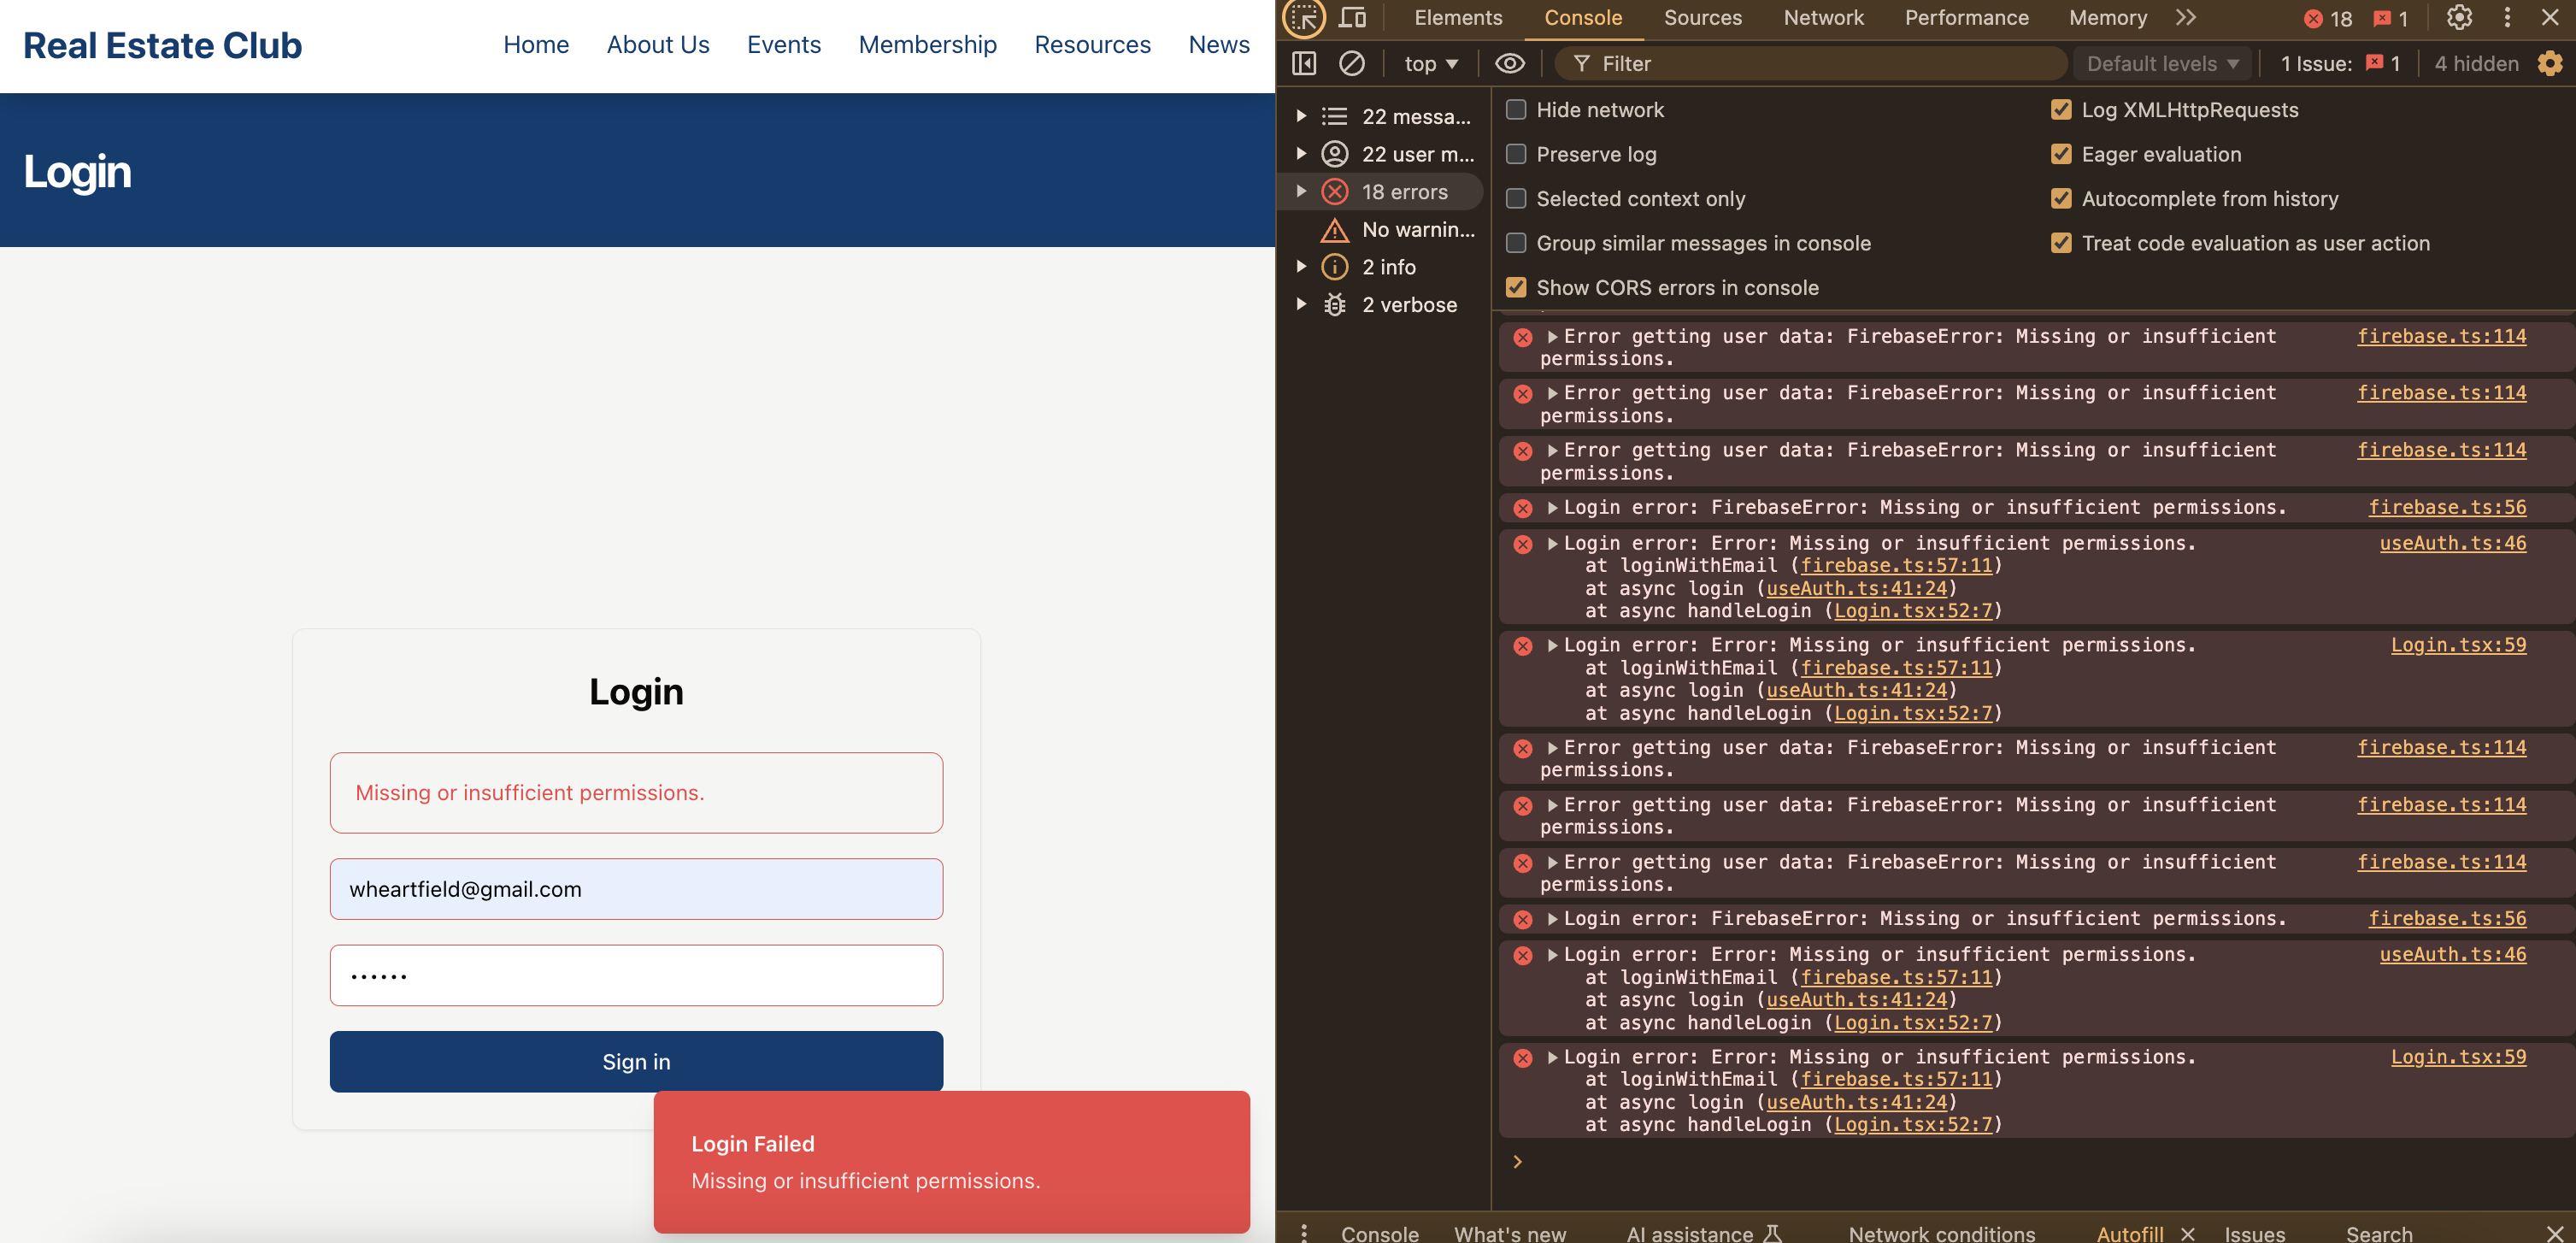 Real Estate Club
Home About Us Events Membership Resources News
Login
Login
Missing or insufficient permissions.
wheartfield@gmail.com
••••••
Sign in
Login Failed
Missing or insufficient permissions.
Elements Console Sources Network Performance Memory 18 1
top Filter Default levels 1 Issue: 1 4 hidden
22 messa...
22 user m...
18 errors
No warnin...
2 info
2 verbose
Hide network Log XMLHttpRequests
Preserve log Eager evaluation
Selected context only Autocomplete from history
Group similar messages in console Treat code evaluation as user action
Show CORS errors in console
Error getting user data: FirebaseError: Missing or insufficient firebase.ts:114
permissions.
Error getting user data: FirebaseError: Missing or insufficient firebase.ts:114
permissions.
Error getting user data: FirebaseError: Missing or insufficient firebase.ts:114
permissions.
Login error: FirebaseError: Missing or insufficient permissions. firebase.ts:56
Login error: Error: Missing or insufficient permissions. useAuth.ts:46
at loginWithEmail (firebase.ts:57:11)
at async login (useAuth.ts:41:24)
at async handleLogin (Login.tsx:52:7)
Login error: Error: Missing or insufficient permissions. Login.tsx:59
at loginWithEmail (firebase.ts:57:11)
at async login (useAuth.ts:41:24)
at async handleLogin (Login.tsx:52:7)
Error getting user data: FirebaseError: Missing or insufficient firebase.ts:114
permissions.
Error getting user data: FirebaseError: Missing or insufficient firebase.ts:114
permissions.
Error getting user data: FirebaseError: Missing or insufficient firebase.ts:114
permissions.
Login error: FirebaseError: Missing or insufficient permissions. firebase.ts:56
Login error: Error: Missing or insufficient permissions. useAuth.ts:46
at loginWithEmail (firebase.ts:57:11)
at async login (useAuth.ts:41:24)
at async handleLogin (Login.tsx:52:7)
Login error: Error: Missing or insufficient permissions. Login.tsx:59
at loginWithEmail (firebase.ts:57:11)
at async login (useAuth.ts:41:24)
at async handleLogin (Login.tsx:52:7)
Console What's new AI assistance Network conditions Autofill Issues Search